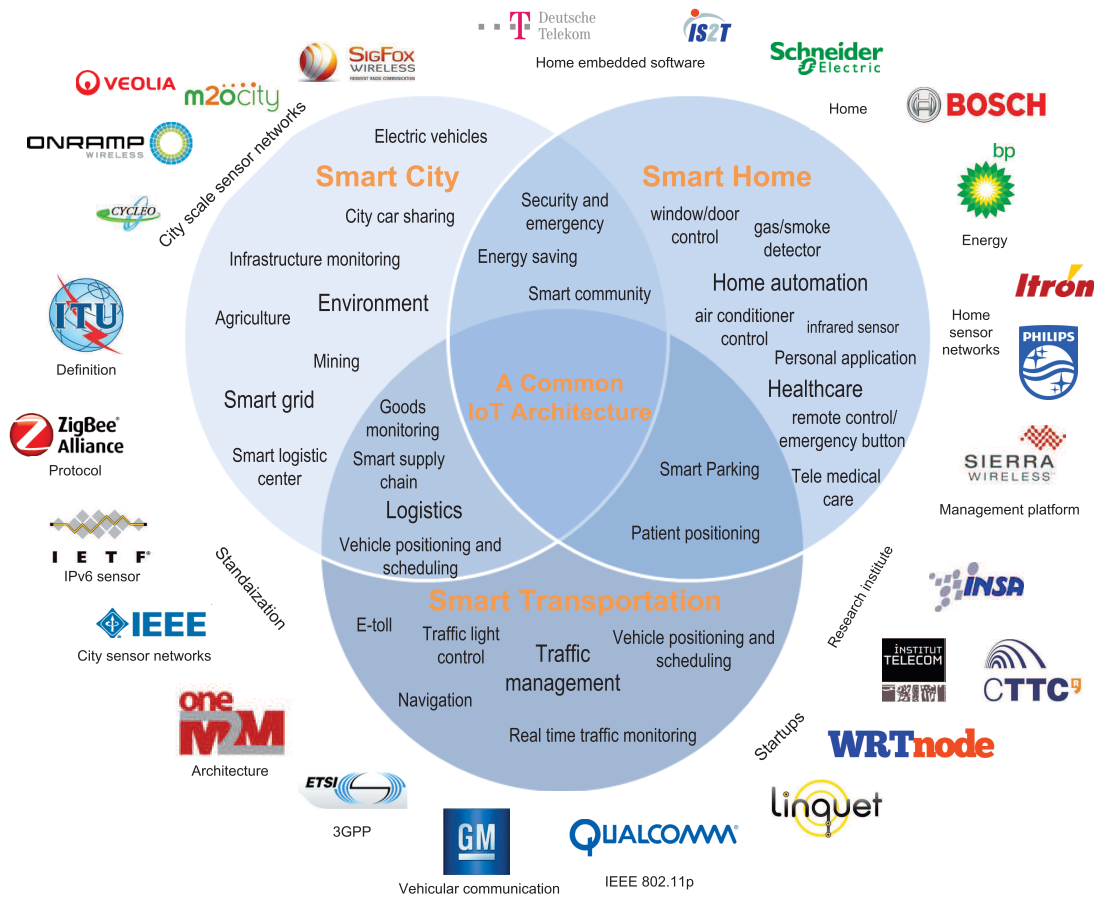 Deutsche
Telekom
IS2T
Home embedded software
SIGFOX
WIRELESS
Schneider
Electric
VEOLIA
m2ocity
Home
BOSCH
ONRAMP
WIRELESS
City scale sensor networks
CYCLEO
bp
Energy
Electric vehicles
Smart City
City car sharing
Infrastructure monitoring
Environment
Agriculture
Mining
Smart grid
Smart logistic
center
Security and
emergency
Energy saving
Smart community
Smart Home
window/door
control
gas/smoke
detector
Home automation
air conditioner
control
infrared sensor
Personal application
Healthcare
remote control/
emergency button
Tele medical
care
A Common
IoT Architecture
Goods
monitoring
Smart supply
chain
Logistics
Vehicle positioning and
scheduling
Smart Parking
Patient positioning
Smart Transportation
E-toll
Traffic light
control
Traffic
management
Vehicle positioning and
scheduling
Navigation
Real time traffic monitoring
ITU
Definition
ZigBee®
Alliance
Protocol
IETF®
IPv6 sensor
Standaization
IEEE
City sensor networks
one
M2M
Architecture
ETSI
3GPP
GM
Vehicular communication
QUALCOMM®
IEEE 802.11p
Itron
Home
sensor
networks
PHILIPS
SIERRA
WIRELESS
Management platform
Research institute
INSA
INSTITUT
TELECOM
CTTC
Startups
WRTnode
linquet